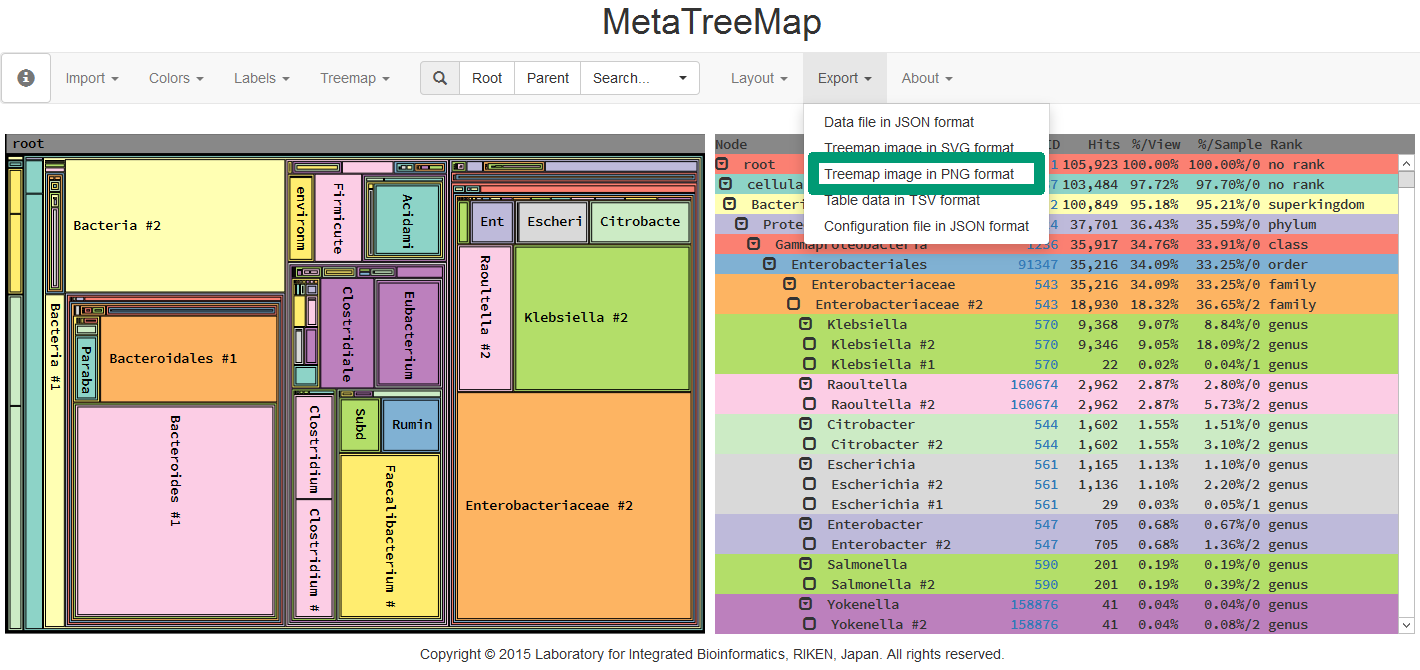 MetaTreeMap
Import Colors Labels Treemap Root Parent Search... Layout Export About
Data file in JSON format
Treemap image in SVG format
Treemap image in PNG format
Table data in TSV format
Configuration file in JSON format
root
Bacteria #2
Bacteria #1
Paraba
Bacteroidales #1
Bacteroides #1
environm
Firmicute
Acidami
Clostridiale
Eubacterium
Clostridium
Clostridium #
Subd
Rumin
Faecalibacterium #
Ent
Escheri
Citrobacte
Raoultella #2
Klebsiella #2
Enterobacteriaceae #2
Node ID Hits %/View %/Sample Rank
root 1 105,923 100.00% 100.00%/0 no rank
cellula 7 103,484 97.72% 97.70%/0 no rank
Bacteri 2 100,849 95.18% 95.21%/0 superkingdom
Prote 4 37,701 36.43% 35.59%/0 phylum
Gammaproteobacteria 1236 35,917 34.76% 33.91%/0 class
Enterobacteriales 91347 35,216 34.09% 33.25%/0 order
Enterobacteriaceae 543 35,216 34.09% 33.25%/0 family
Enterobacteriaceae #2 543 18,930 18.32% 36.65%/2 family
Klebsiella 570 9,368 9.07% 8.84%/0 genus
Klebsiella #2 570 9,346 9.05% 18.09%/2 genus
Klebsiella #1 570 22 0.02% 0.04%/1 genus
Raoultella 160674 2,962 2.87% 2.80%/0 genus
Raoultella #2 160674 2,962 2.87% 5.73%/2 genus
Citrobacter 544 1,602 1.55% 1.51%/0 genus
Citrobacter #2 544 1,602 1.55% 3.10%/2 genus
Escherichia 561 1,165 1.13% 1.10%/0 genus
Escherichia #2 561 1,136 1.10% 2.20%/2 genus
Escherichia #1 561 29 0.03% 0.05%/1 genus
Enterobacter 547 705 0.68% 0.67%/0 genus
Enterobacter #2 547 705 0.68% 1.36%/2 genus
Salmonella 590 201 0.19% 0.19%/0 genus
Salmonella #2 590 201 0.19% 0.39%/2 genus
Yokenella 158876 41 0.04% 0.04%/0 genus
Yokenella #2 158876 41 0.04% 0.08%/2 genus
Copyright © 2015 Laboratory for Integrated Bioinformatics, RIKEN, Japan. All rights reserved.